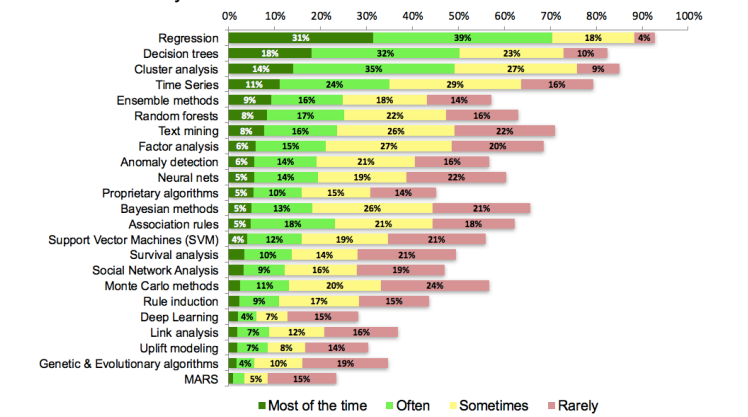 0% 10% 20% 30% 40% 50% 60% 70% 80% 90% 100%
Regression 31% 39% 18% 4%
Decision trees 18% 32% 23% 10%
Cluster analysis 14% 35% 27% 9%
Time Series 11% 24% 29% 16%
Ensemble methods 9% 16% 18% 14%
Random forests 8% 17% 22% 16%
Text mining 8% 16% 26% 22%
Factor analysis 6% 15% 27% 20%
Anomaly detection 6% 14% 21% 16%
Neural nets 5% 14% 19% 22%
Proprietary algorithms 5% 10% 15% 14%
Bayesian methods 5% 13% 26% 21%
Association rules 5% 18% 21% 18%
Support Vector Machines (SVM) 4% 12% 19% 21%
Survival analysis 10% 14% 21%
Social Network Analysis 9% 16% 19%
Monte Carlo methods 11% 20% 24%
Rule induction 9% 17% 15%
Deep Learning 4% 7% 15%
Link analysis 7% 12% 16%
Uplift modeling 7% 8% 14%
Genetic & Evolutionary algorithms 4% 10% 19%
MARS 5% 15%
Most of the time Often Sometimes Rarely